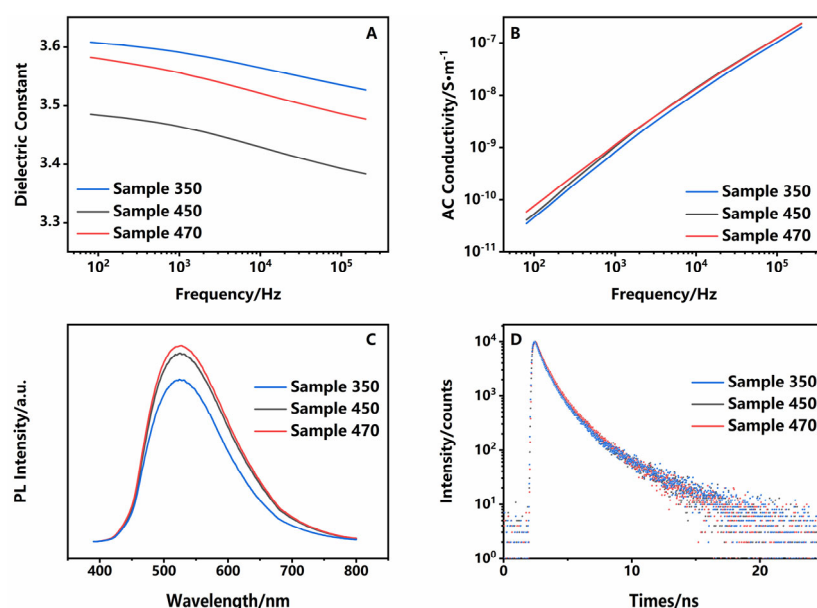 A
3.6
3.5
3.4
3.3
Dielectric Constant
Sample 350
Sample 450
Sample 470
10² 10³ 10⁴ 10⁵
Frequency/Hz
B
10⁻⁷
10⁻⁸
10⁻⁹
10⁻¹⁰
10⁻¹¹
AC Conductivity/S•m⁻¹
Sample 350
Sample 450
Sample 470
10² 10³ 10⁴ 10⁵
Frequency/Hz
C
PL Intensity/a.u.
Sample 350
Sample 450
Sample 470
400 500 600 700 800
Wavelength/nm
D
10⁴
10³
10²
10¹
10⁰
Intensity/counts
Sample 350
Sample 450
Sample 470
0 10 20
Times/ns